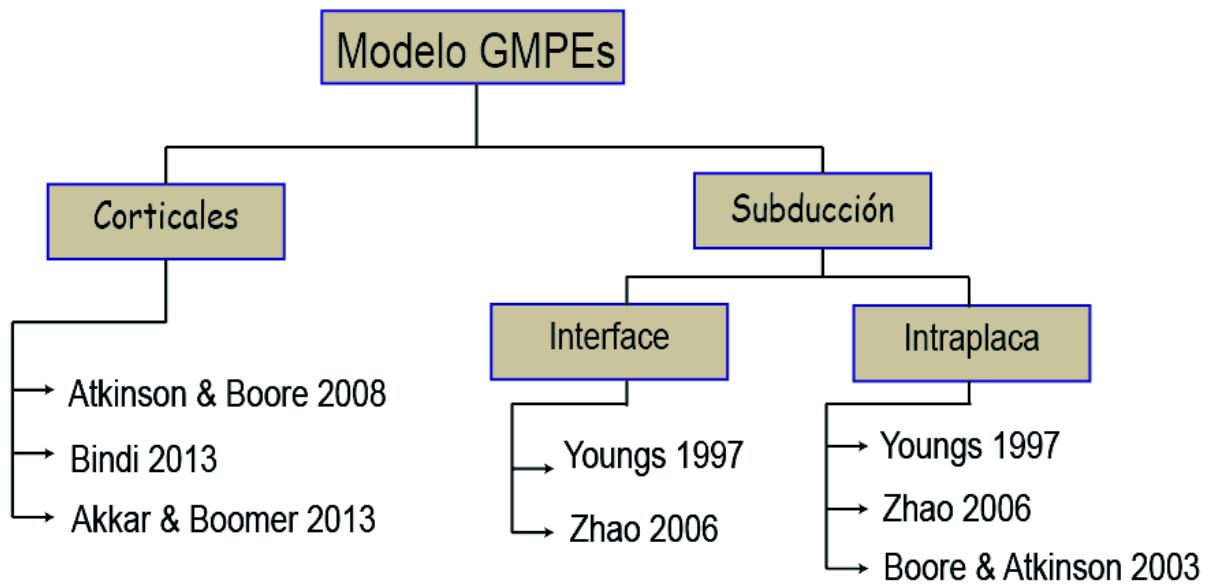 Modelo GMPEs
Corticales
Atkinson & Boore 2008
Bindi 2013
Akkar & Boomer 2013
Subducción
Interface
Youngs 1997
Zhao 2006
Intraplaca
Youngs 1997
Zhao 2006
Boore & Atkinson 2003